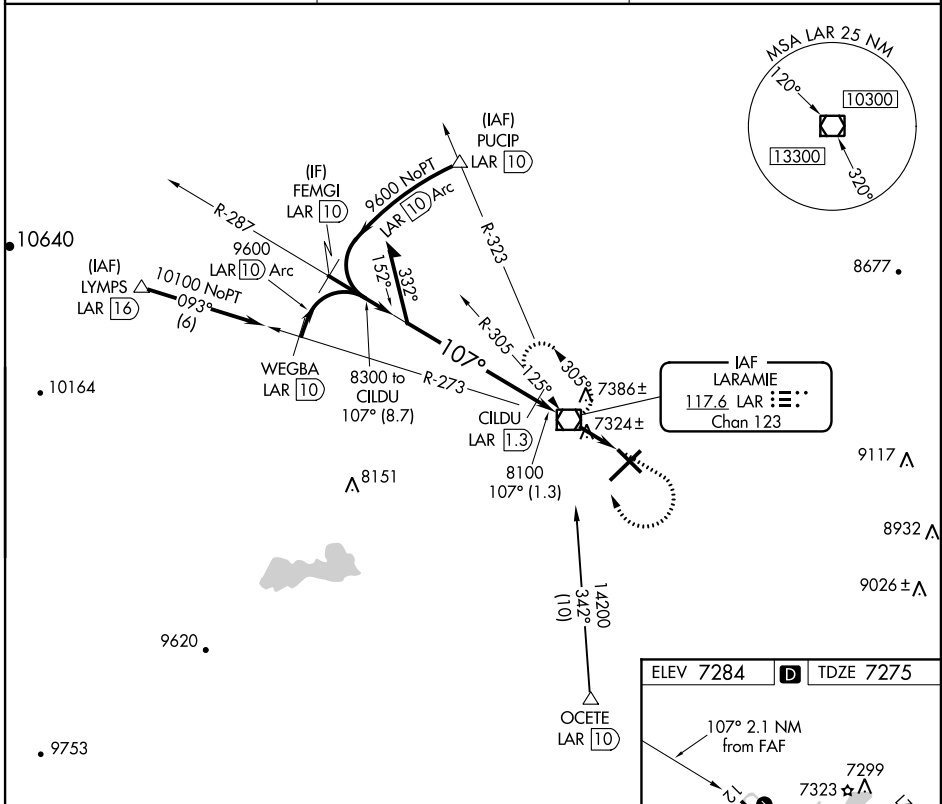 MSA LAR 25 NM
120°
10300
13300
320°
(IAF)
PUCIP
LAR 10
9600 NoPT
LAR 10 Arc
(IF)
FEMGI
LAR 10
R-287
R-323
10640
9600
LAR 10 Arc
(IAF)
LYMPS
LAR 16
10100 NoPT
093°
(6)
152°
332°
8677
107°
R-305
125°
305°
7386±
7324±
IAF
LARAMIE
117.6 LAR
Chan 123
WEGBA
LAR 10
8300 to
CILDU
107° (8.7)
R-273
10164
CILDU
LAR 1.3
8100
107° (1.3)
9117
8151
8932
9026±
14200
342°
(10)
9620
OCETE
LAR 10
9753
ELEV 7284 D TDZE 7275
107° 2.1 NM
from FAF
7299
7323
12